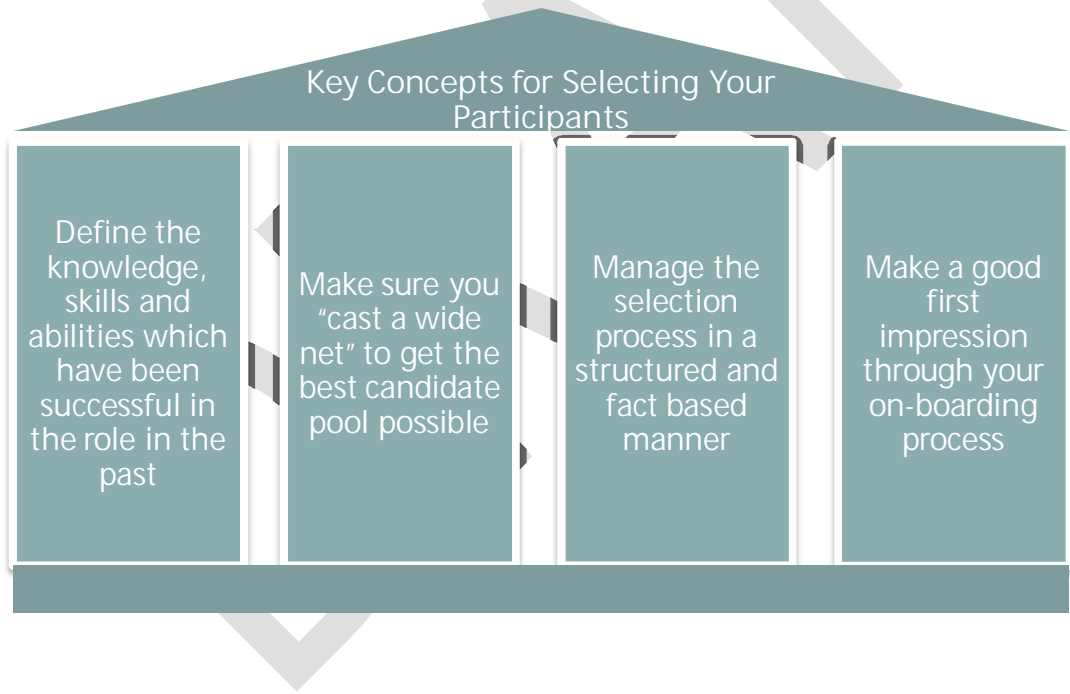 Key Concepts for Selecting Your
Participants
Define the
knowledge,
skills and
abilities which
have been
successful in
the role in the
past
Make sure you
“cast a wide
net” to get the
best candidate
pool possible
Manage the
selection
process in a
structured and
fact based
manner
Make a good
first
impression
through your
on-boarding
process